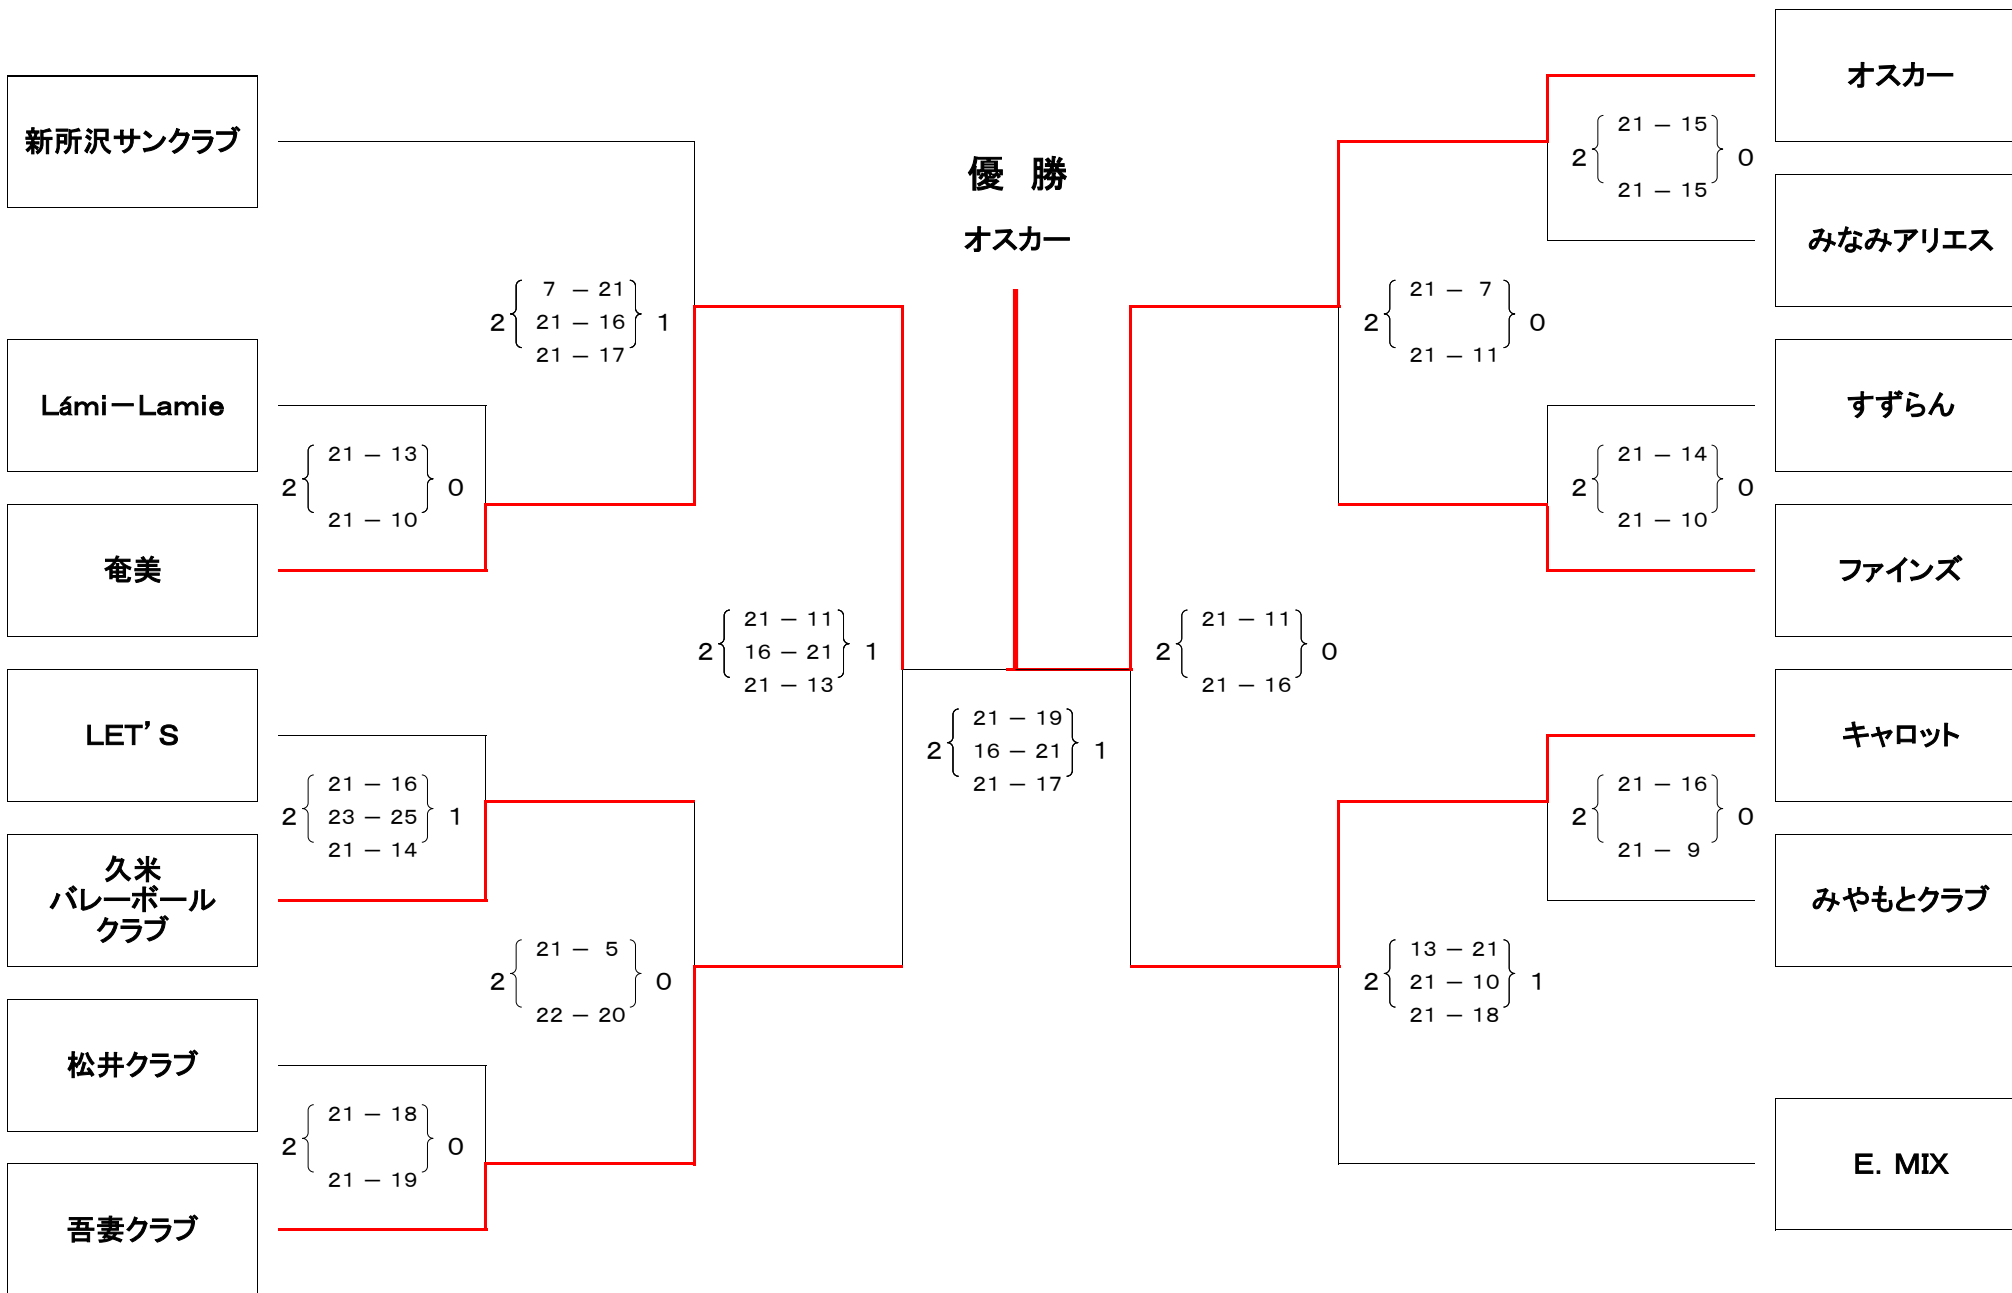 優 勝
オスカー
新所沢サンクラブ
Lámi－Lamie
奄美
LET'S
久米
バレーボール
クラブ
松井クラブ
吾妻クラブ
2 7 － 21 1
21 － 16
21 － 17
2 21 － 13 0
21 － 10
2 21 － 16 1
23 － 25
21 － 14
2 21 － 5 0
22 － 20
2 21 － 18 0
21 － 19
2 21 － 11 1
16 － 21
21 － 13
2 21 － 19 1
16 － 21
21 － 17
2 21 － 11 0
21 － 16
2 21 － 7 0
21 － 11
2 13 － 21 1
21 － 10
21 － 18
2 21 － 15 0
21 － 15
2 21 － 14 0
21 － 10
2 21 － 16 0
21 － 9
オスカー
みなみアリエス
すずらん
ファインズ
キャロット
みやもとクラブ
E. MIX